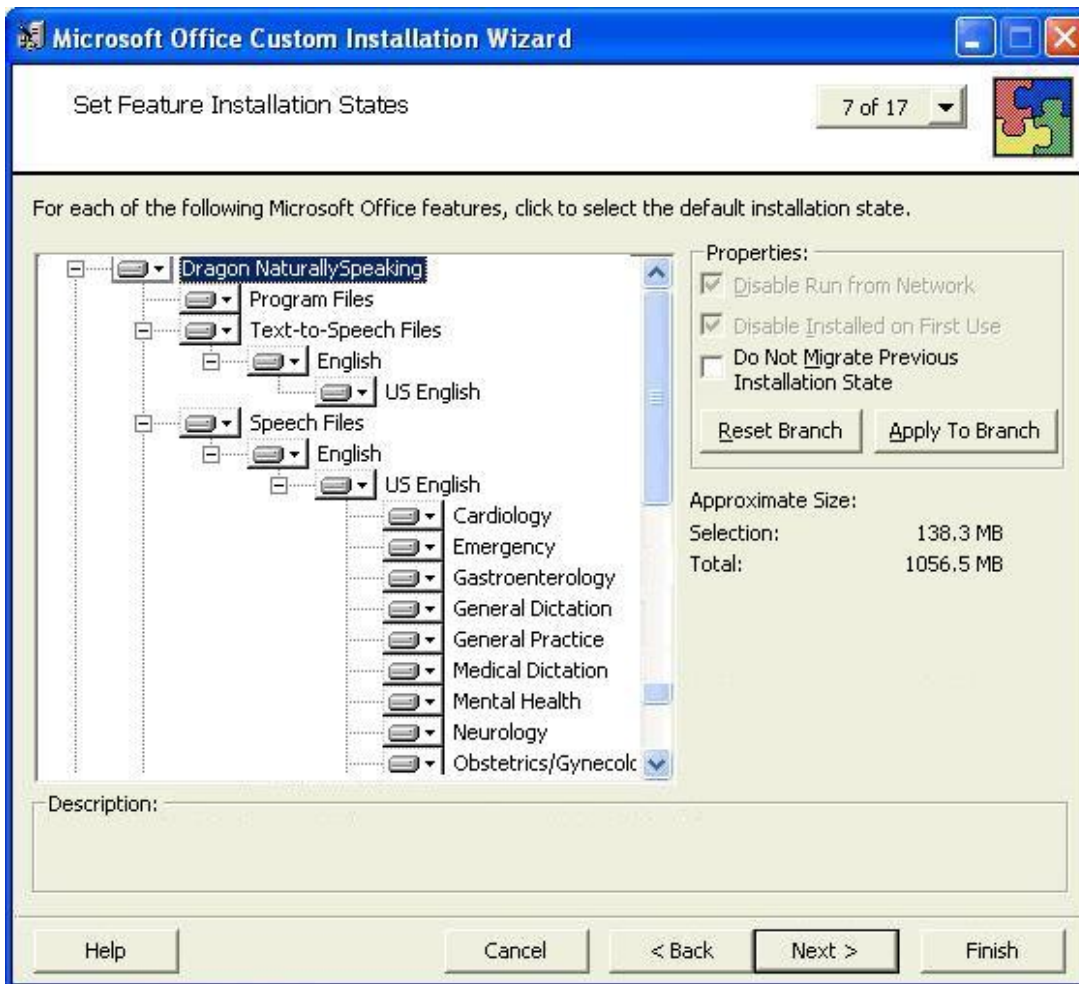 Microsoft Office Custom Installation Wizard
Set Feature Installation States
7 of 17
For each of the following Microsoft Office features, click to select the default installation state.
Dragon NaturallySpeaking
Program Files
Text-to-Speech Files
English
US English
Speech Files
English
US English
Cardiology
Emergency
Gastroenterology
General Dictation
General Practice
Medical Dictation
Mental Health
Neurology
Obstetrics/Gynecolc
Properties:
Disable Run from Network
Disable Installed on First Use
Do Not Migrate Previous
Installation State
Reset Branch Apply To Branch
Approximate Size:
Selection: 138.3 MB
Total: 1056.5 MB
Description:
Help Cancel < Back Next > Finish